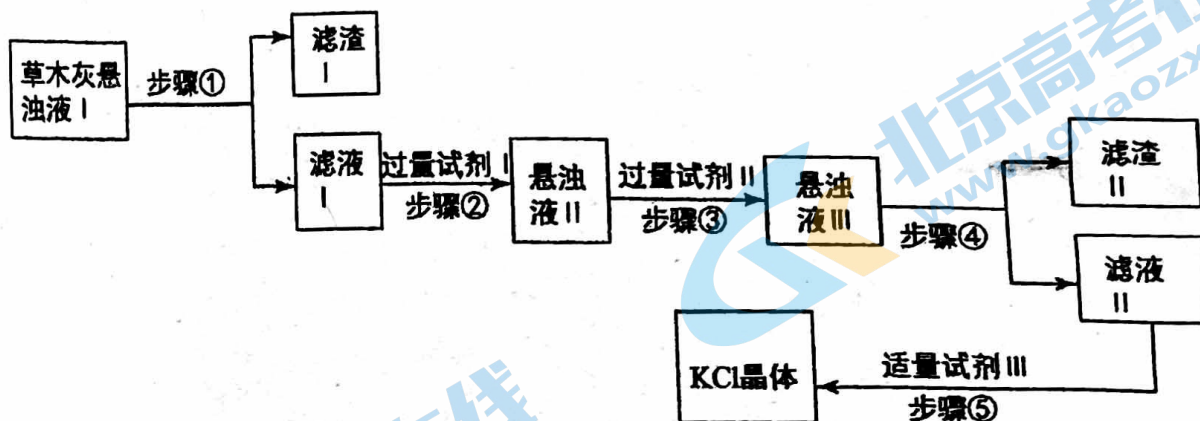 滤渣
Ⅰ
草木灰悬
浊液Ⅰ
步骤①
滤液
Ⅰ
过量试剂Ⅰ
步骤②
悬浊
液Ⅱ
过量试剂Ⅱ
步骤③
悬浊
液Ⅲ
步骤④
滤渣
Ⅱ
滤液
Ⅱ
适量试剂Ⅲ
步骤⑤
KCl晶体
北京高考在
www.gkaozx
在线